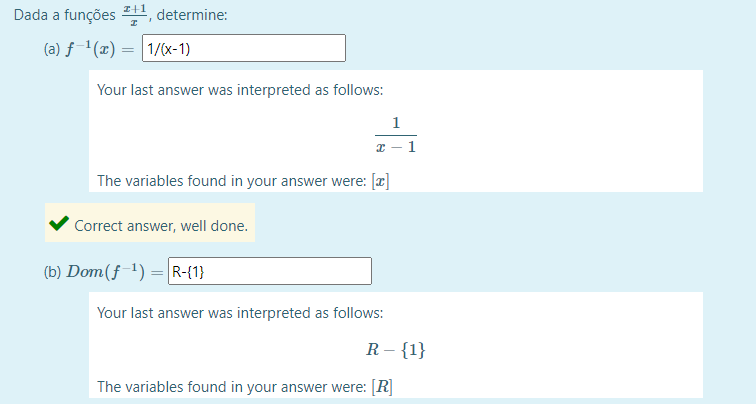 Dada a funções \frac{x+1}{x}, determine:
(a) f^{-1}(x) = 1/(x-1)
Your last answer was interpreted as follows:
\frac{1}{x-1}
The variables found in your answer were: [x]
Correct answer, well done.
(b) Dom(f^{-1}) = R-{1}
Your last answer was interpreted as follows:
R - {1}
The variables found in your answer were: [R]